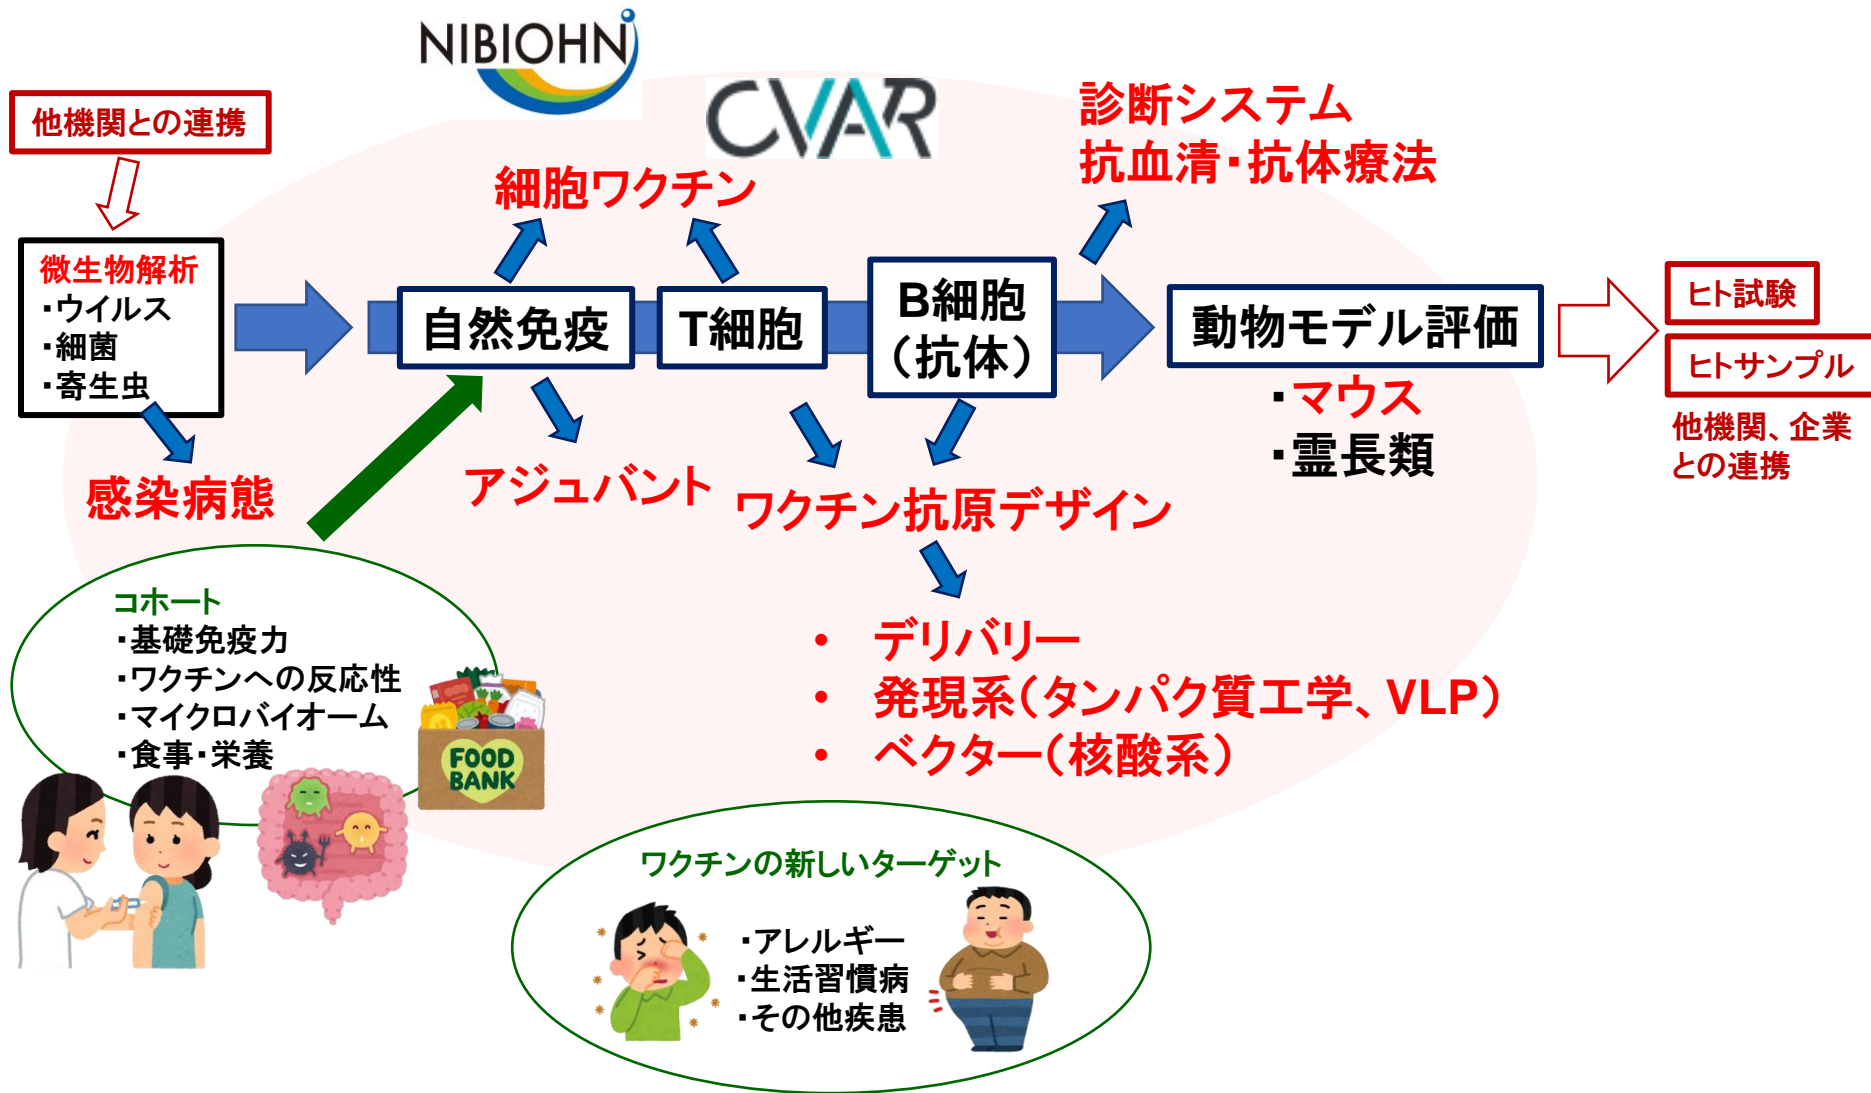 NIBIOHN
CVAR
他機関との連携
診断システム
抗血清・抗体療法
細胞ワクチン
微生物解析
・ウイルス
・細菌
・寄生虫
自然免疫
T細胞
B細胞
（抗体）
動物モデル評価
・マウス
・霊長類
ヒト試験
ヒトサンプル
他機関、企業
との連携
感染病態
アジュバント
ワクチン抗原デザイン
• デリバリー
• 発現系（タンパク質工学、VLP）
• ベクター（核酸系）
コホート
・基礎免疫力
・ワクチンへの反応性
・マイクロバイオーム
・食事・栄養
FOOD
BANK
ワクチンの新しいターゲット
・アレルギー
・生活習慣病
・その他疾患